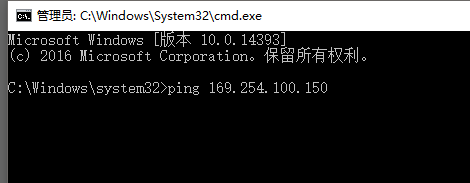 管理员: C:\Windows\System32\cmd.exe
Microsoft Windows [版本 10.0.14393]
(c) 2016 Microsoft Corporation。保留所有权利。
C:\Windows\system32>ping 169.254.100.150